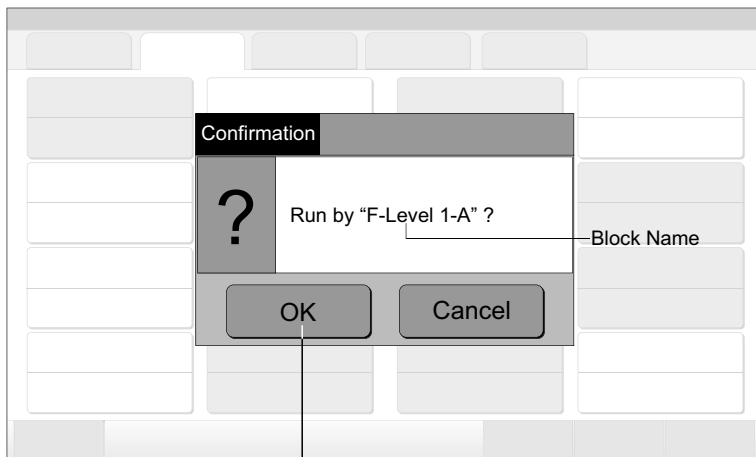 Confirmation
?
Run by “F-Level 1-A” ?
Block Name
OK
Cancel